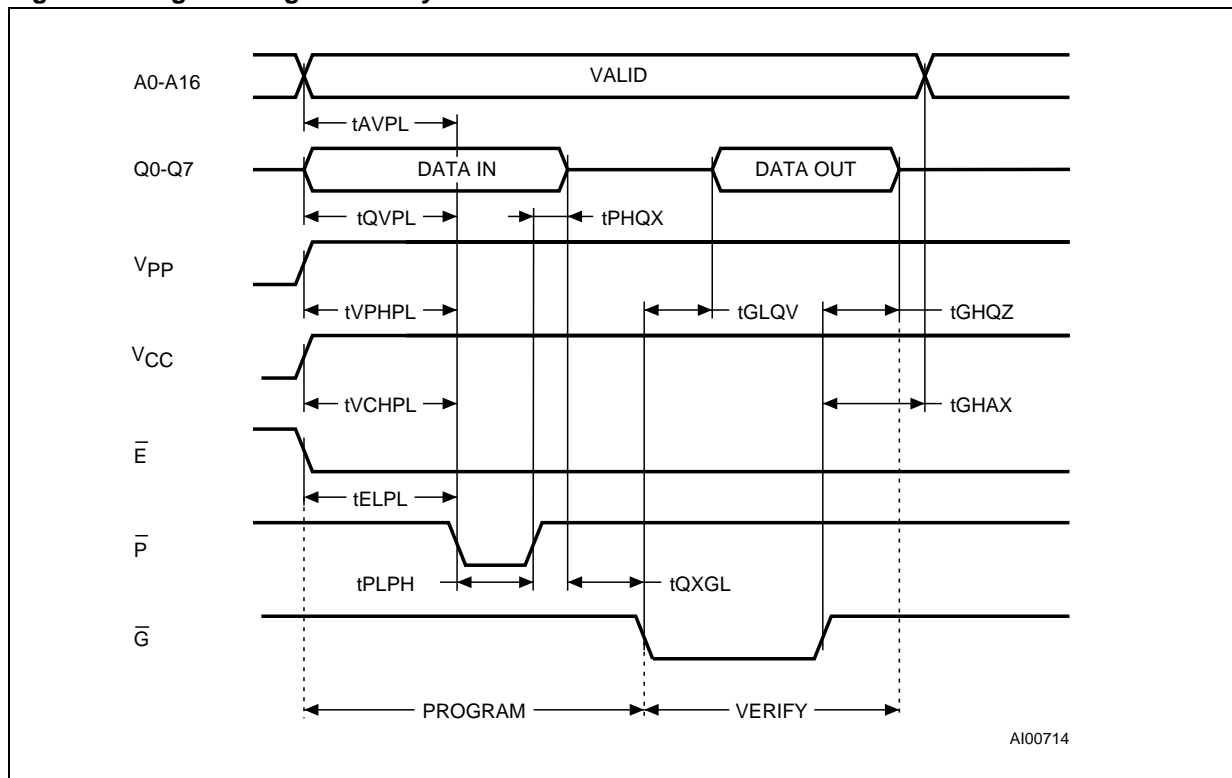 A0-A16
VALID
tAVPL
Q0-Q7
DATA IN
DATA OUT
tQVPL
tPHQX
VPP
tVPHPL
tGLQV
tGHQZ
VCC
tVCHPL
tGHAX
E̅
tELPL
P̅
tPLPH
tQXGL
G̅
PROGRAM
VERIFY
AI00714